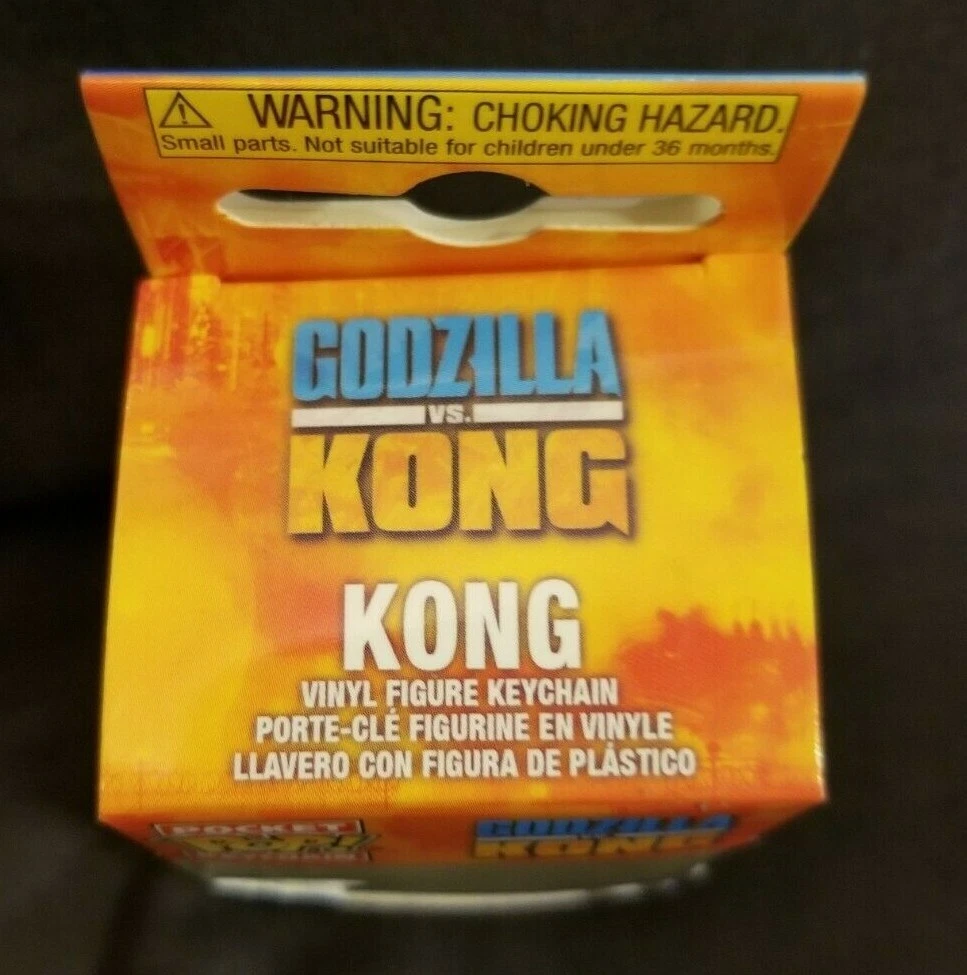 WARNING: CHOKING HAZARD.
Small parts. Not suitable for children under 36 months.
GODZILLA
VS.
KONG
KONG
VINYL FIGURE KEYCHAIN
PORTE-CLÉ FIGURINE EN VINYLE
LLAVERO CON FIGURA DE PLÁSTICO
POCKET
GODZILLA
KONG